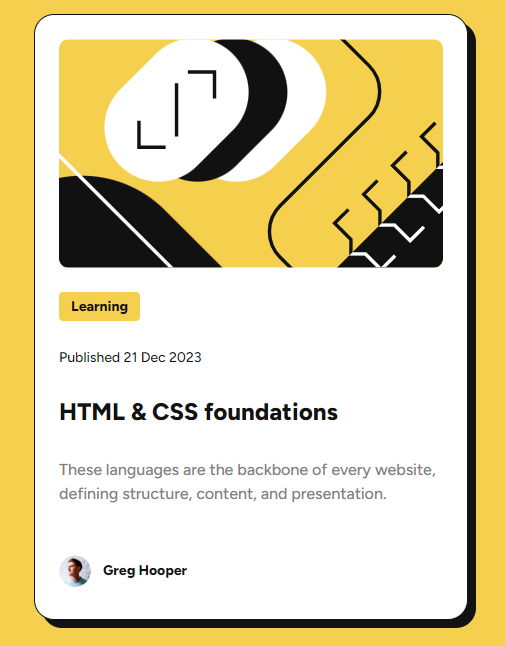 Learning
Published 21 Dec 2023
HTML & CSS foundations
These languages are the backbone of every website,
defining structure, content, and presentation.
Greg Hooper